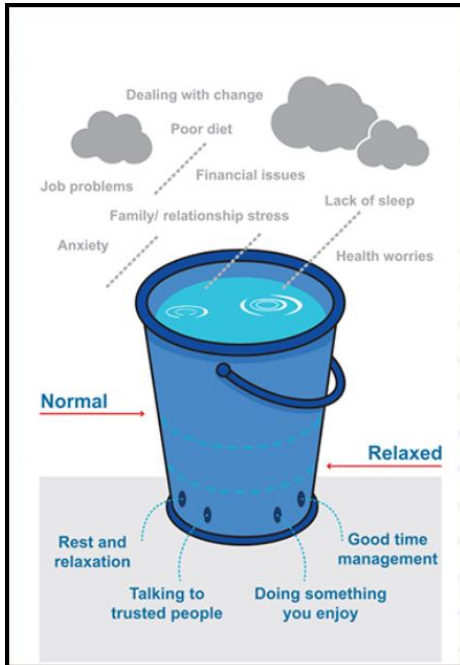 Dealing with change
Poor diet
Financial issues
Job problems
Lack of sleep
Family/ relationship stress
Anxiety
Health worries
Normal
Relaxed
Rest and
relaxation
Talking to
trusted people
Doing something
you enjoy
Good time
management